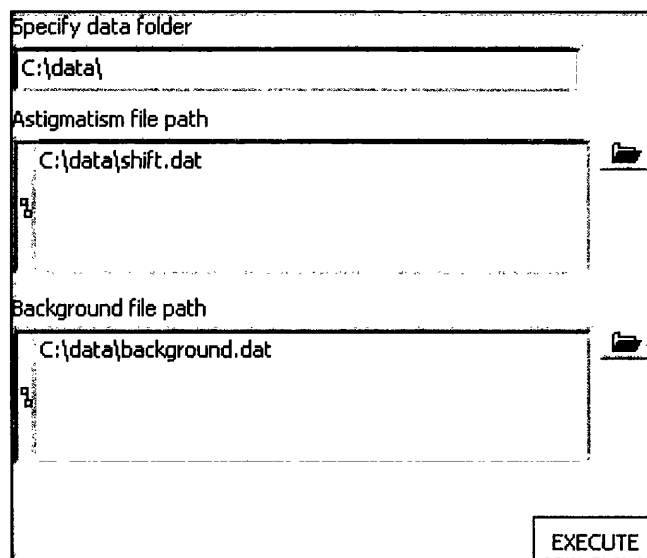 Specify data folder
C:\data\
Astigmatism file path
C:\data\shift.dat
Background file path
C:\data\background.dat
EXECUTE